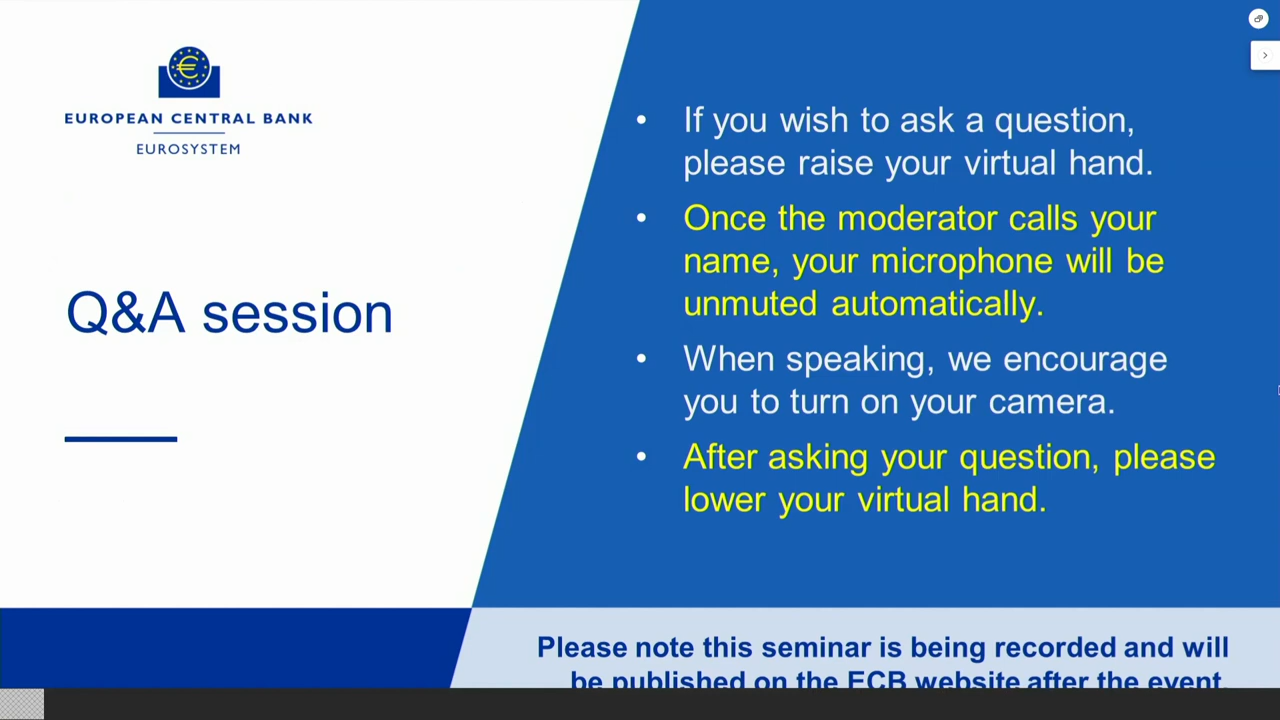 EUROPEAN CENTRAL BANK
EUROSYSTEM
Q&A session
• If you wish to ask a question,
please raise your virtual hand.
• Once the moderator calls your
name, your microphone will be
unmuted automatically.
• When speaking, we encourage
you to turn on your camera.
• After asking your question, please
lower your virtual hand.
Please note this seminar is being recorded and will
be published on the ECB website after the event.